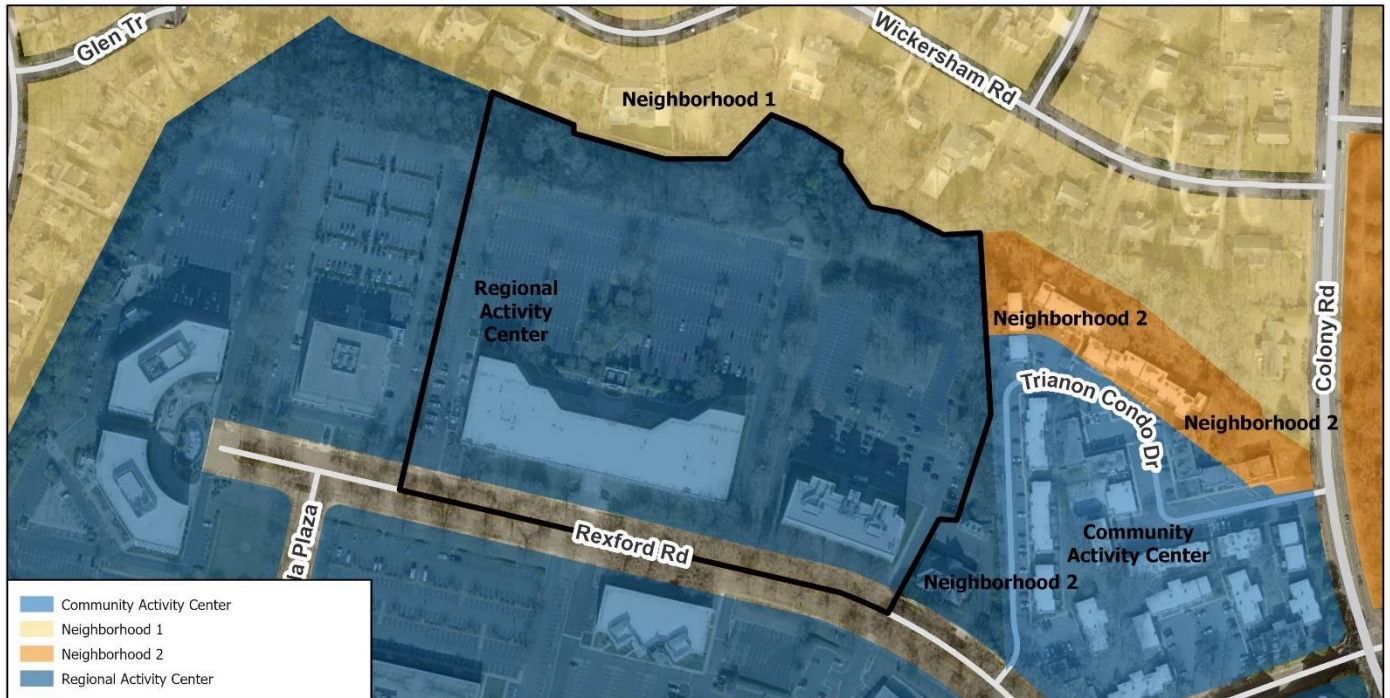 Glen Tr
Wickersham Rd
Neighborhood 1
Regional
Activity
Center
Neighborhood 2
Trianon Condo Dr
Colony Rd
Neighborhood 2
Community
Activity Center
Rexford Rd
la Plaza
Neighborhood 2
Community Activity Center
Neighborhood 1
Neighborhood 2
Regional Activity Center